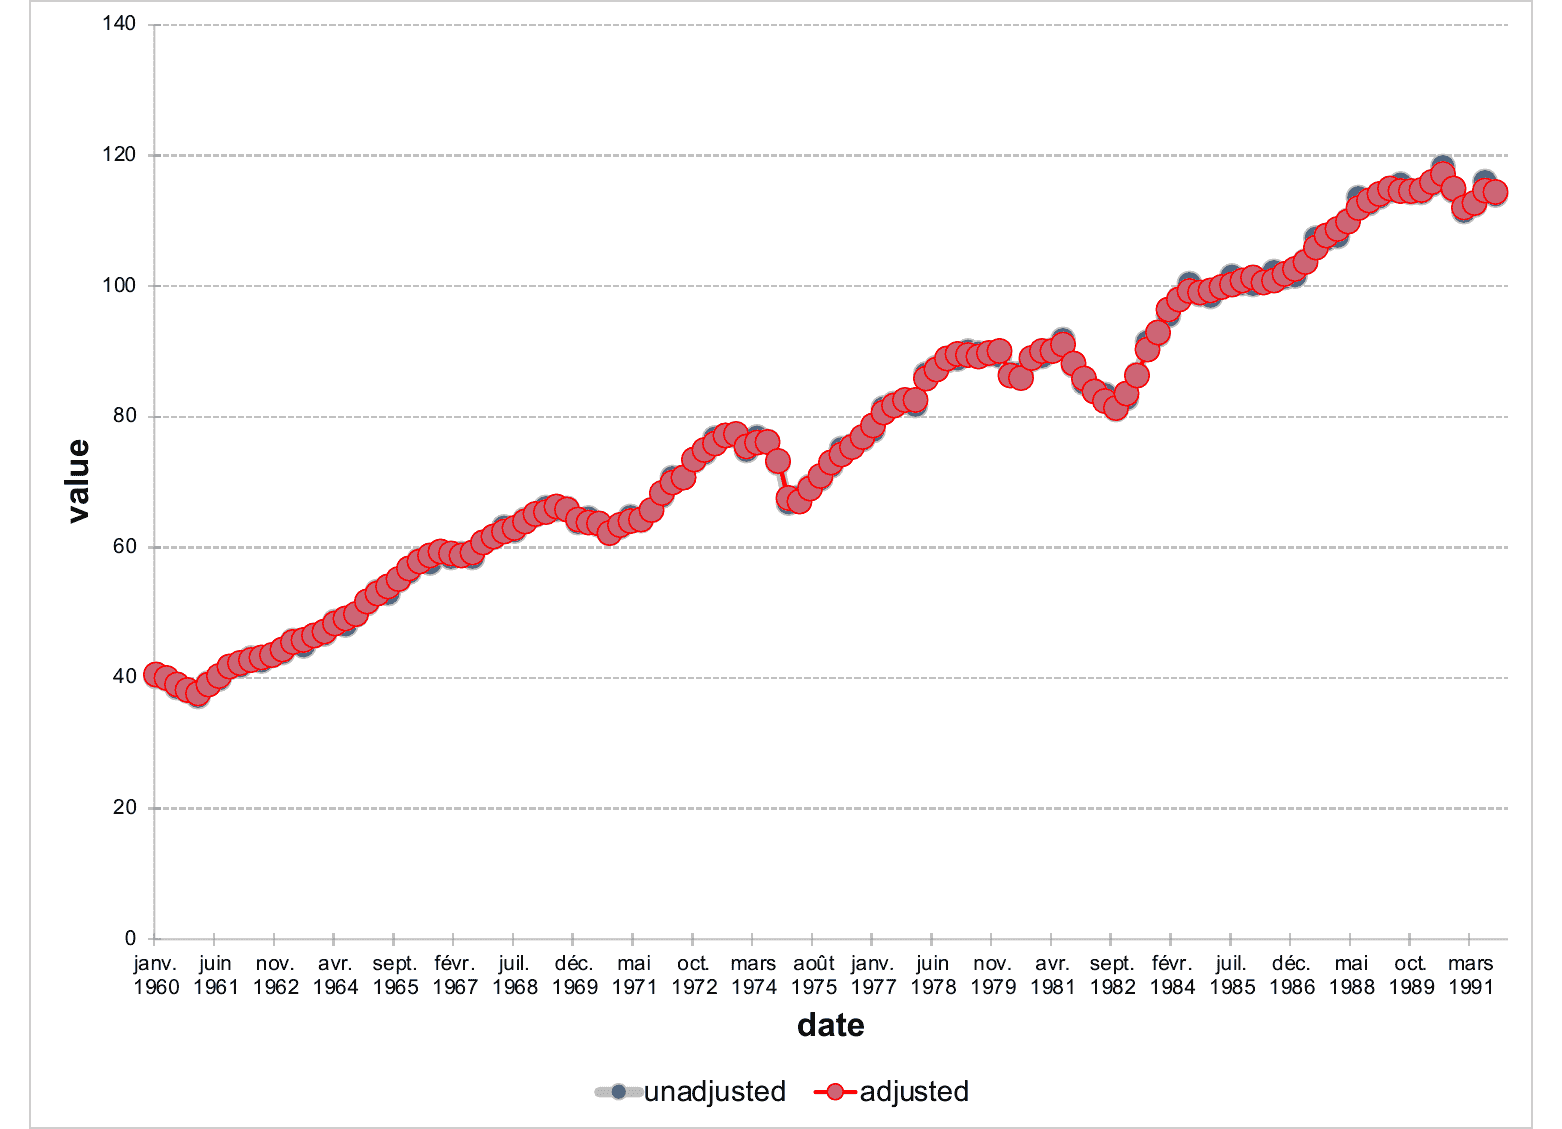 140
120
100
80
60
40
20
0
value
janv. juin nov. avr. sept. févr. juil. déc. mai oct. mars août janv. juin nov. avr. sept. févr. juil. déc. mai oct. mars
1960 1961 1962 1964 1965 1967 1968 1969 1971 1972 1974 1975 1977 1978 1979 1981 1982 1984 1985 1986 1988 1989 1991
date
unadjusted adjusted